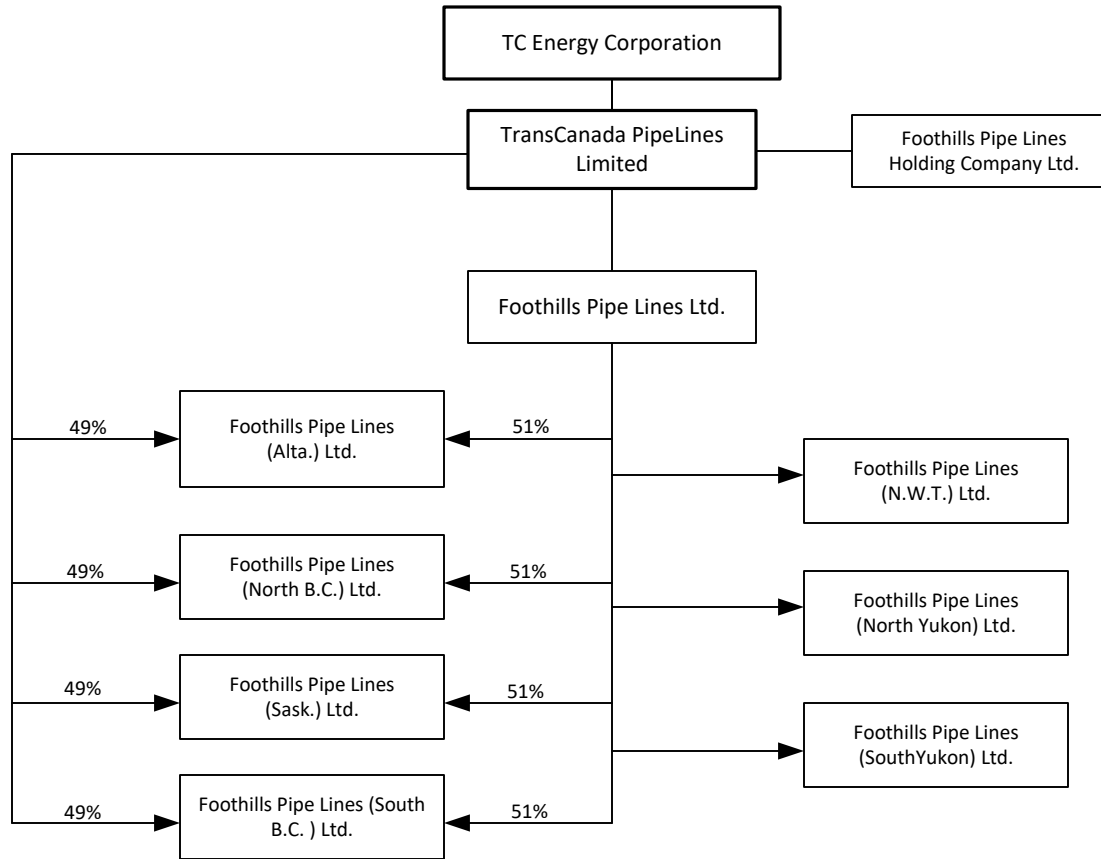 TC Energy Corporation
TransCanada PipeLines
Limited
Foothills Pipe Lines
Holding Company Ltd.
Foothills Pipe Lines Ltd.
49%
Foothills Pipe Lines
(Alta.) Ltd.
51%
Foothills Pipe Lines
(N.W.T.) Ltd.
49%
Foothills Pipe Lines
(North B.C.) Ltd.
51%
Foothills Pipe Lines
(North Yukon) Ltd.
49%
Foothills Pipe Lines
(Sask.) Ltd.
51%
Foothills Pipe Lines
(SouthYukon) Ltd.
49%
Foothills Pipe Lines (South
B.C. ) Ltd.
51%